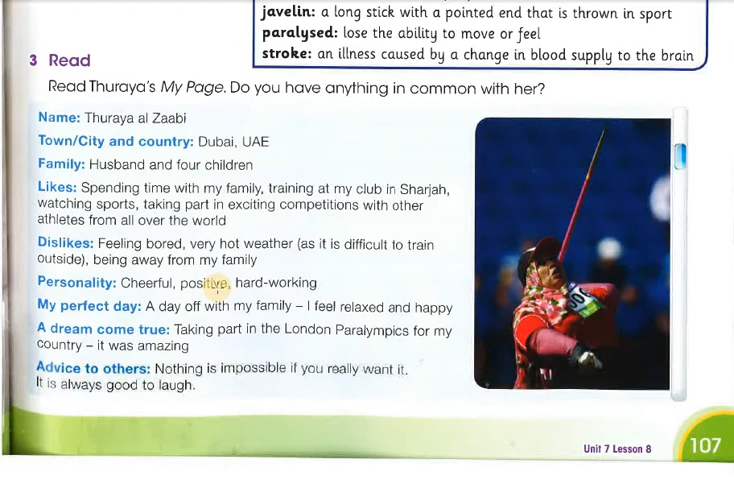 javelin: a long stick with a pointed end that is thrown in sport
paralysed: lose the ability to move or feel
stroke: an illness caused by a change in blood supply to the brain
3 Read
Read Thuraya's My Page. Do you have anything in common with her?
Name: Thuraya al Zaabi
Town/City and country: Dubai, UAE
Family: Husband and four children
Likes: Spending time with my family, training at my club in Sharjah,
watching sports, taking part in exciting competitions with other
athletes from all over the world
Dislikes: Feeling bored, very hot weather (as it is difficult to train
outside), being away from my family
Personality: Cheerful, positive, hard-working
My perfect day: A day off with my family – I feel relaxed and happy
A dream come true: Taking part in the London Paralympics for my
country – it was amazing
Advice to others: Nothing is impossible if you really want it.
It is always good to laugh.
Unit 7 Lesson 8
107